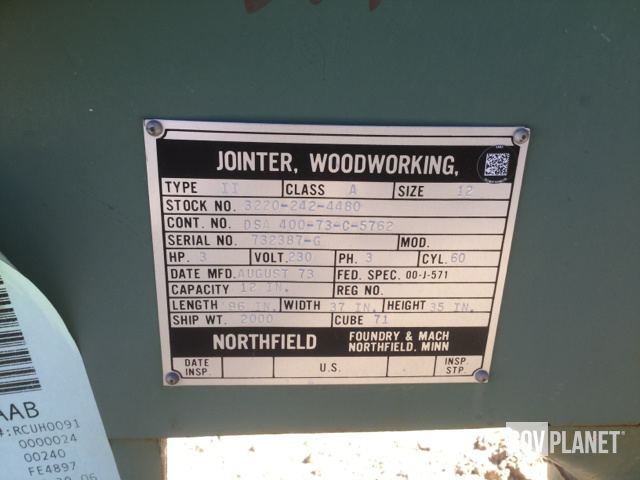 JOINTER, WOODWORKING,
TYPE II CLASS A SIZE 12
STOCK NO. 3220-242-4480
CONT. NO. DSA 400-73-C-5762
SERIAL NO. 732387-G MOD.
HP. 3 VOLT. 230 PH. 3 CYL. 60
DATE MFD. AUGUST 73 FED. SPEC. OO-J-571
CAPACITY 12 IN. REG NO.
LENGTH 96 IN. WIDTH 37 IN. HEIGHT 35 IN.
SHIP WT. 2000 CUBE 71
NORTHFIELD FOUNDRY & MACH
NORTHFIELD, MINN
DATE INSP. U.S. INSP. STP.
AAB
#:RCUH0091
0000024
00240
FE4897
GOVPLANET